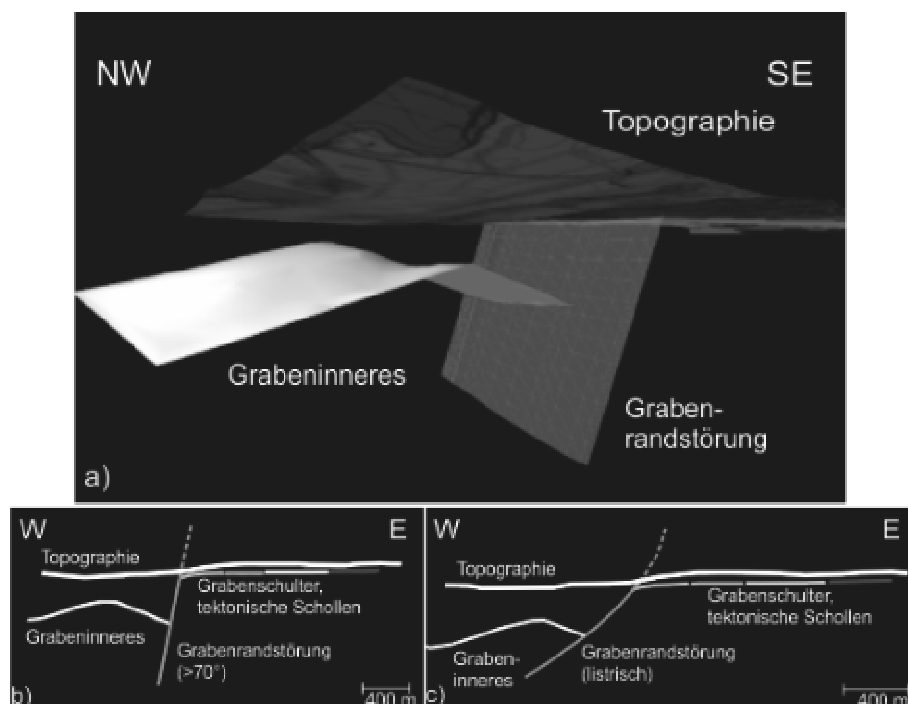 NW
SE
Topographie
Grabeninneres
Graben-
randstörung
a)
W
E
Topographie
Grabenschulter,
tektonische Schollen
Grabeninneres
Grabenrandstörung
(>70°)
b)
400 m
W
E
Topographie
Grabenschulter,
tektonische Schollen
Graben-
inneres
Grabenrandstörung
(listrisch)
c)
400 m